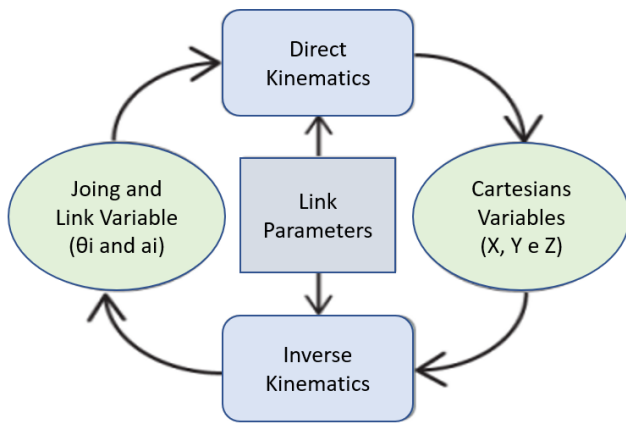 Direct
Kinematics
Joing and
Link Variable
(θi and ai)
Link
Parameters
Cartesians
Variables
(X, Y e Z)
Inverse
Kinematics